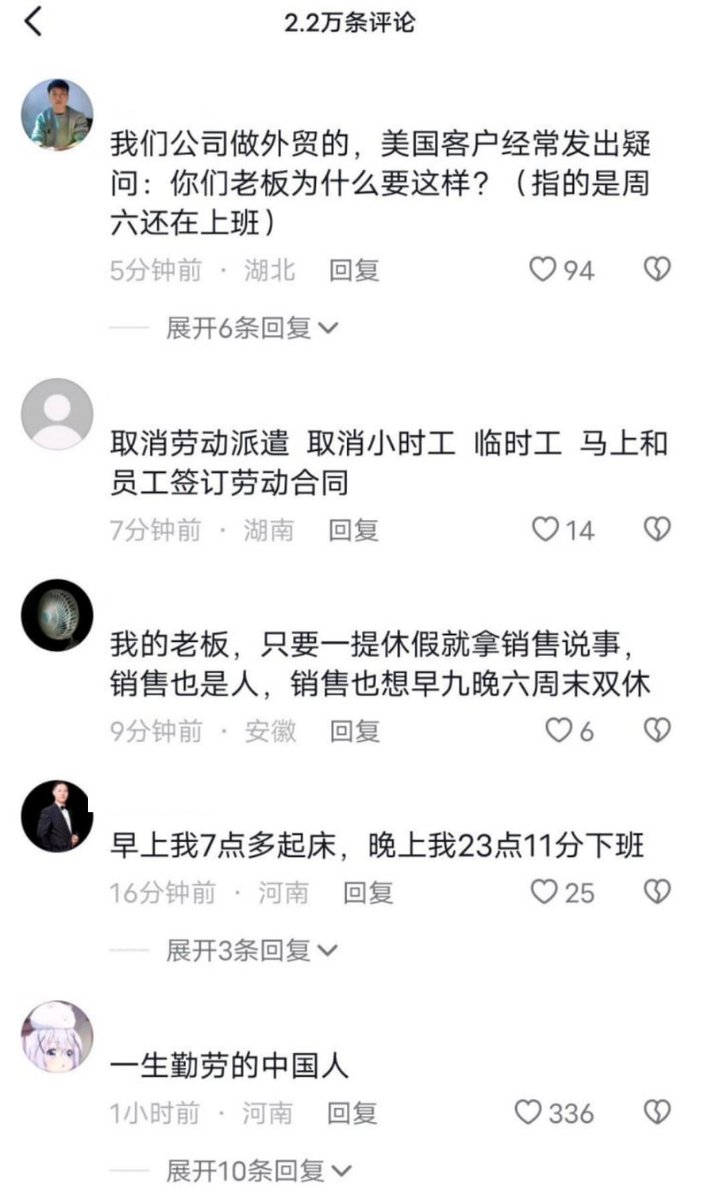 2.2万条评论
我们公司做外贸的，美国客户经常发出疑
问：你们老板为什么要这样？（指的是周
六还在上班）
5分钟前 · 湖北 回复 94
展开6条回复
取消劳动派遣 取消小时工 临时工 马上和
员工签订劳动合同
7分钟前 · 湖南 回复 14
我的老板，只要一提休假就拿销售说事，
销售也是人，销售也想早九晚六周末双休
9分钟前 · 安徽 回复 6
早上我7点多起床，晚上我23点11分下班
16分钟前 · 河南 回复 25
展开3条回复
一生勤劳的中国人
1小时前 · 河南 回复 336
展开10条回复